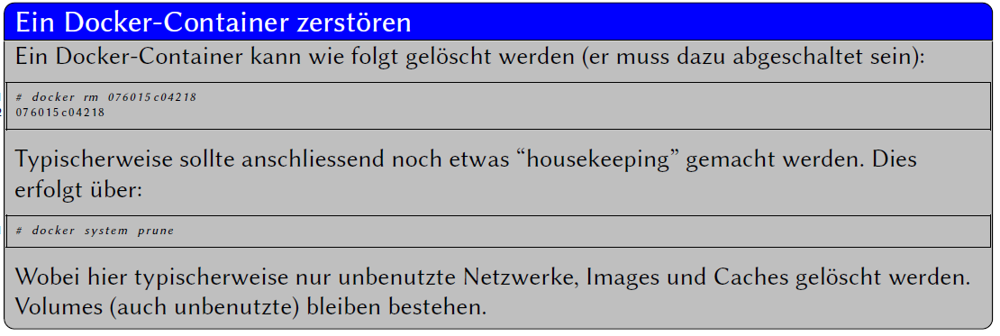 Ein Docker-Container zerstören
Ein Docker-Container kann wie folgt gelöscht werden (er muss dazu abgeschaltet sein):
# docker rm 076015c04218
076015c04218
Typischerweise sollte anschliessend noch etwas “housekeeping” gemacht werden. Dies
erfolgt über:
# docker system prune
Wobei hier typischerweise nur unbenutzte Netzwerke, Images und Caches gelöscht werden.
Volumes (auch unbenutzte) bleiben bestehen.